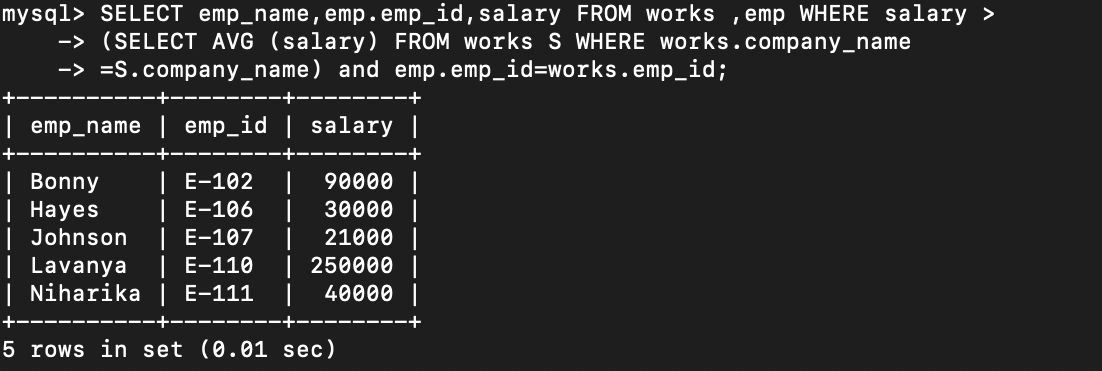 mysql> SELECT emp_name,emp.emp_id,salary FROM works ,emp WHERE salary >
    -> (SELECT AVG (salary) FROM works S WHERE works.company_name
    -> =S.company_name) and emp.emp_id=works.emp_id;
+----------+--------+--------+
| emp_name | emp_id | salary |
+----------+--------+--------+
| Bonny    | E-102  |  90000 |
| Hayes    | E-106  |  30000 |
| Johnson  | E-107  |  21000 |
| Lavanya  | E-110  | 250000 |
| Niharika | E-111  |  40000 |
+----------+--------+--------+
5 rows in set (0.01 sec)